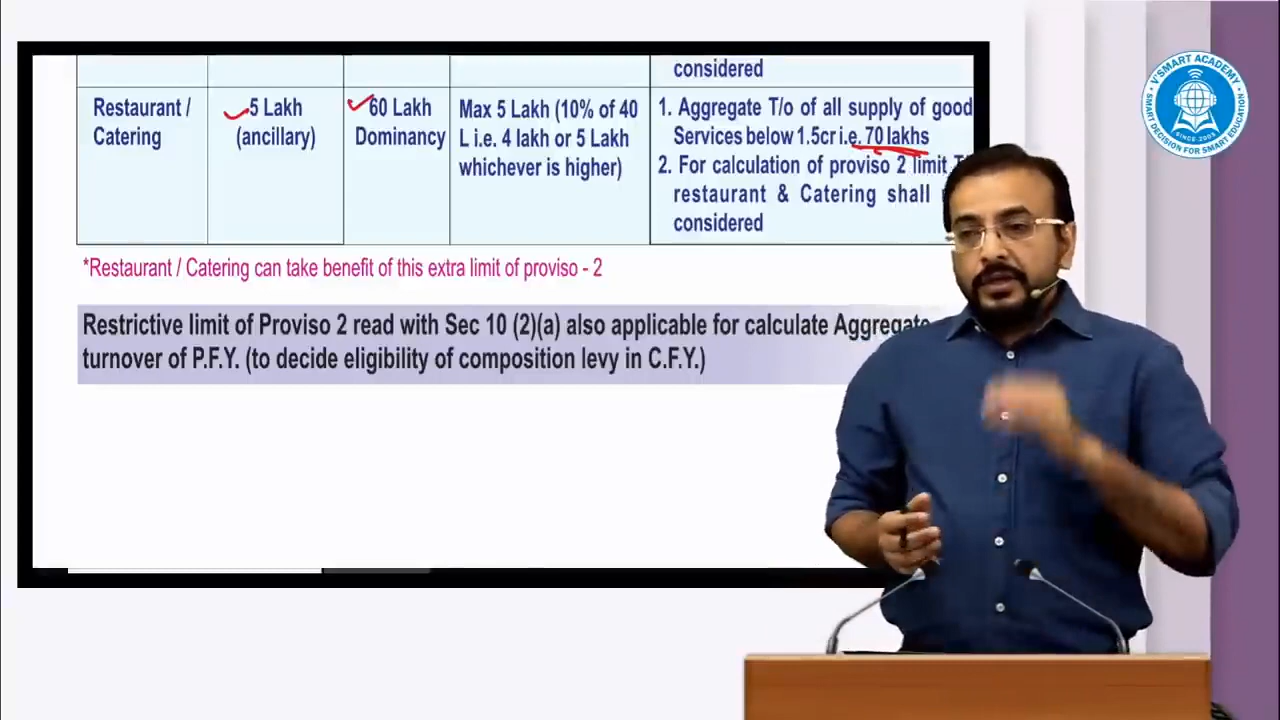 considered
Restaurant /
Catering
5 Lakh
(ancillary)
60 Lakh
Dominancy
Max 5 Lakh (10% of 40
L i.e. 4 lakh or 5 Lakh
whichever is higher)
1. Aggregate T/o of all supply of good
Services below 1.5cr i.e. 70 lakhs
2. For calculation of proviso 2 limit
restaurant & Catering shall
considered
*Restaurant / Catering can take benefit of this extra limit of proviso - 2
Restrictive limit of Proviso 2 read with Sec 10 (2)(a) also applicable for calculate Aggregate
turnover of P.F.Y. (to decide eligibility of composition levy in C.F.Y.)
V'SMART ACADEMY
SINCE 2003
SMART DECISION FOR SMART EDUCATION